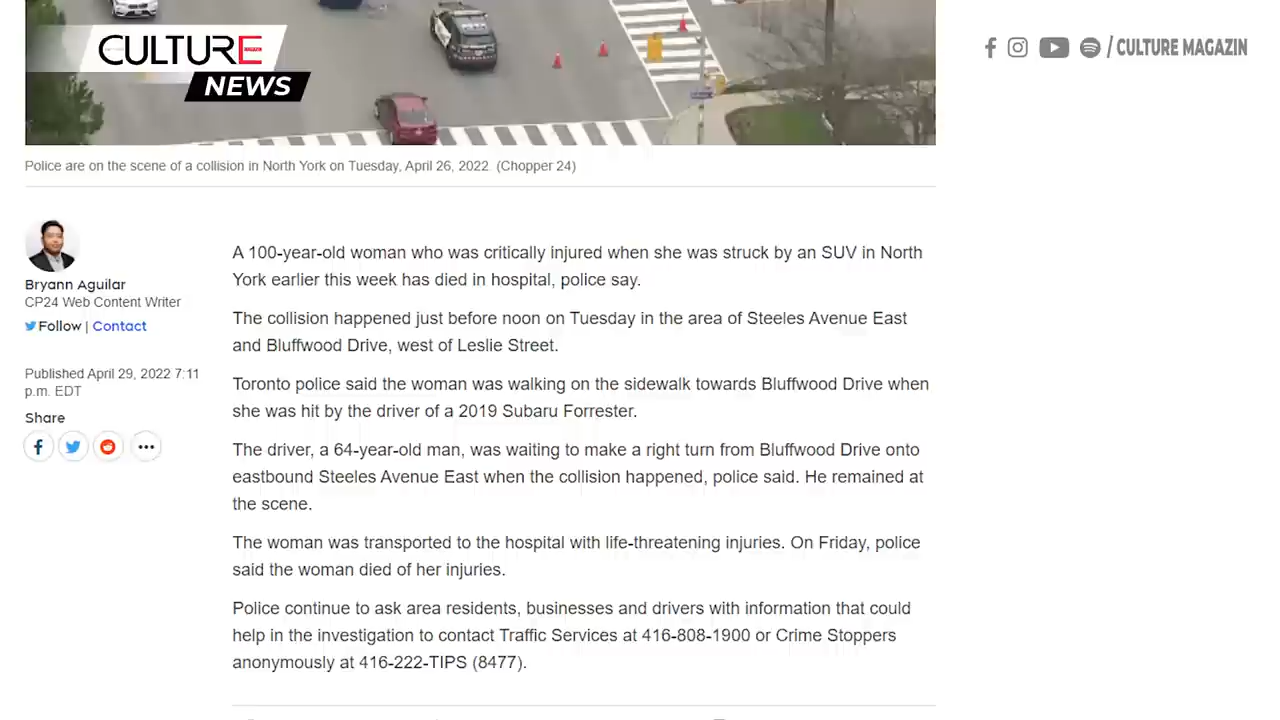 CULTURE
NEWS
/ CULTURE MAGAZIN
Police are on the scene of a collision in North York on Tuesday, April 26, 2022. (Chopper 24)
Bryann Aguilar
CP24 Web Content Writer
Follow | Contact
Published April 29, 2022 7:11
p.m. EDT
Share
A 100-year-old woman who was critically injured when she was struck by an SUV in North
York earlier this week has died in hospital, police say.
The collision happened just before noon on Tuesday in the area of Steeles Avenue East
and Bluffwood Drive, west of Leslie Street.
Toronto police said the woman was walking on the sidewalk towards Bluffwood Drive when
she was hit by the driver of a 2019 Subaru Forrester.
The driver, a 64-year-old man, was waiting to make a right turn from Bluffwood Drive onto
eastbound Steeles Avenue East when the collision happened, police said. He remained at
the scene.
The woman was transported to the hospital with life-threatening injuries. On Friday, police
said the woman died of her injuries.
Police continue to ask area residents, businesses and drivers with information that could
help in the investigation to contact Traffic Services at 416-808-1900 or Crime Stoppers
anonymously at 416-222-TIPS (8477).